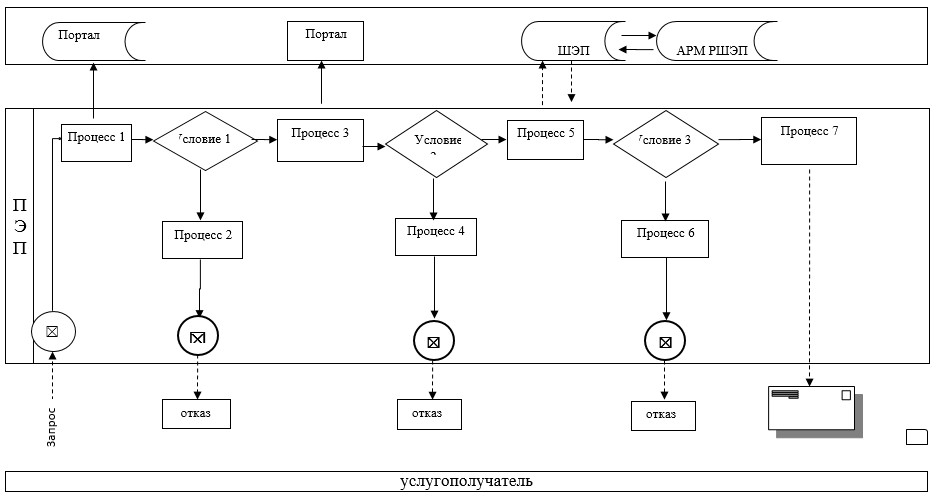 Портал
Портал
ШЭП
АРМ РШЭП
Процесс 1
Условие 1
Процесс 3
Условие
Процесс 5
Условие 3
Процесс 7
П
Э
П
Процесс 2
Процесс 4
Процесс 6
Запрос
отказ
отказ
отказ
услугополучатель